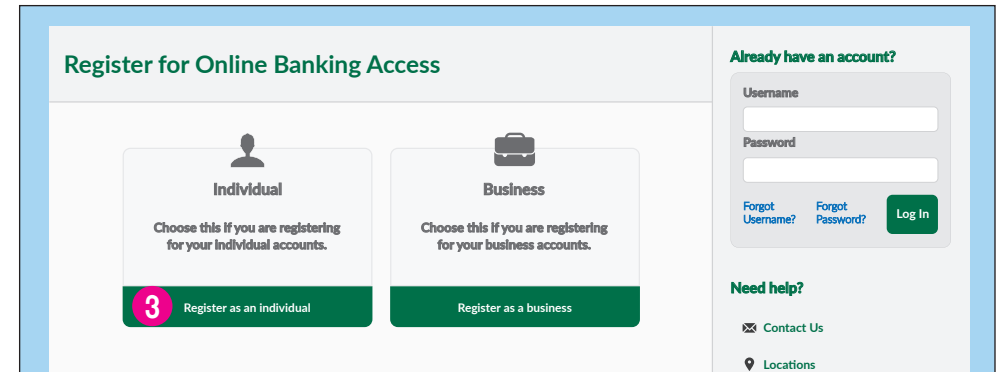 Register for Online Banking Access
Individual
Choose this if you are registering
for your individual accounts.
3
Register as an individual
Business
Choose this if you are registering
for your business accounts.
Register as a business
Already have an account?
Username
Password
Forgot
Username?
Forgot
Password?
Log In
Need help?
Contact Us
Locations